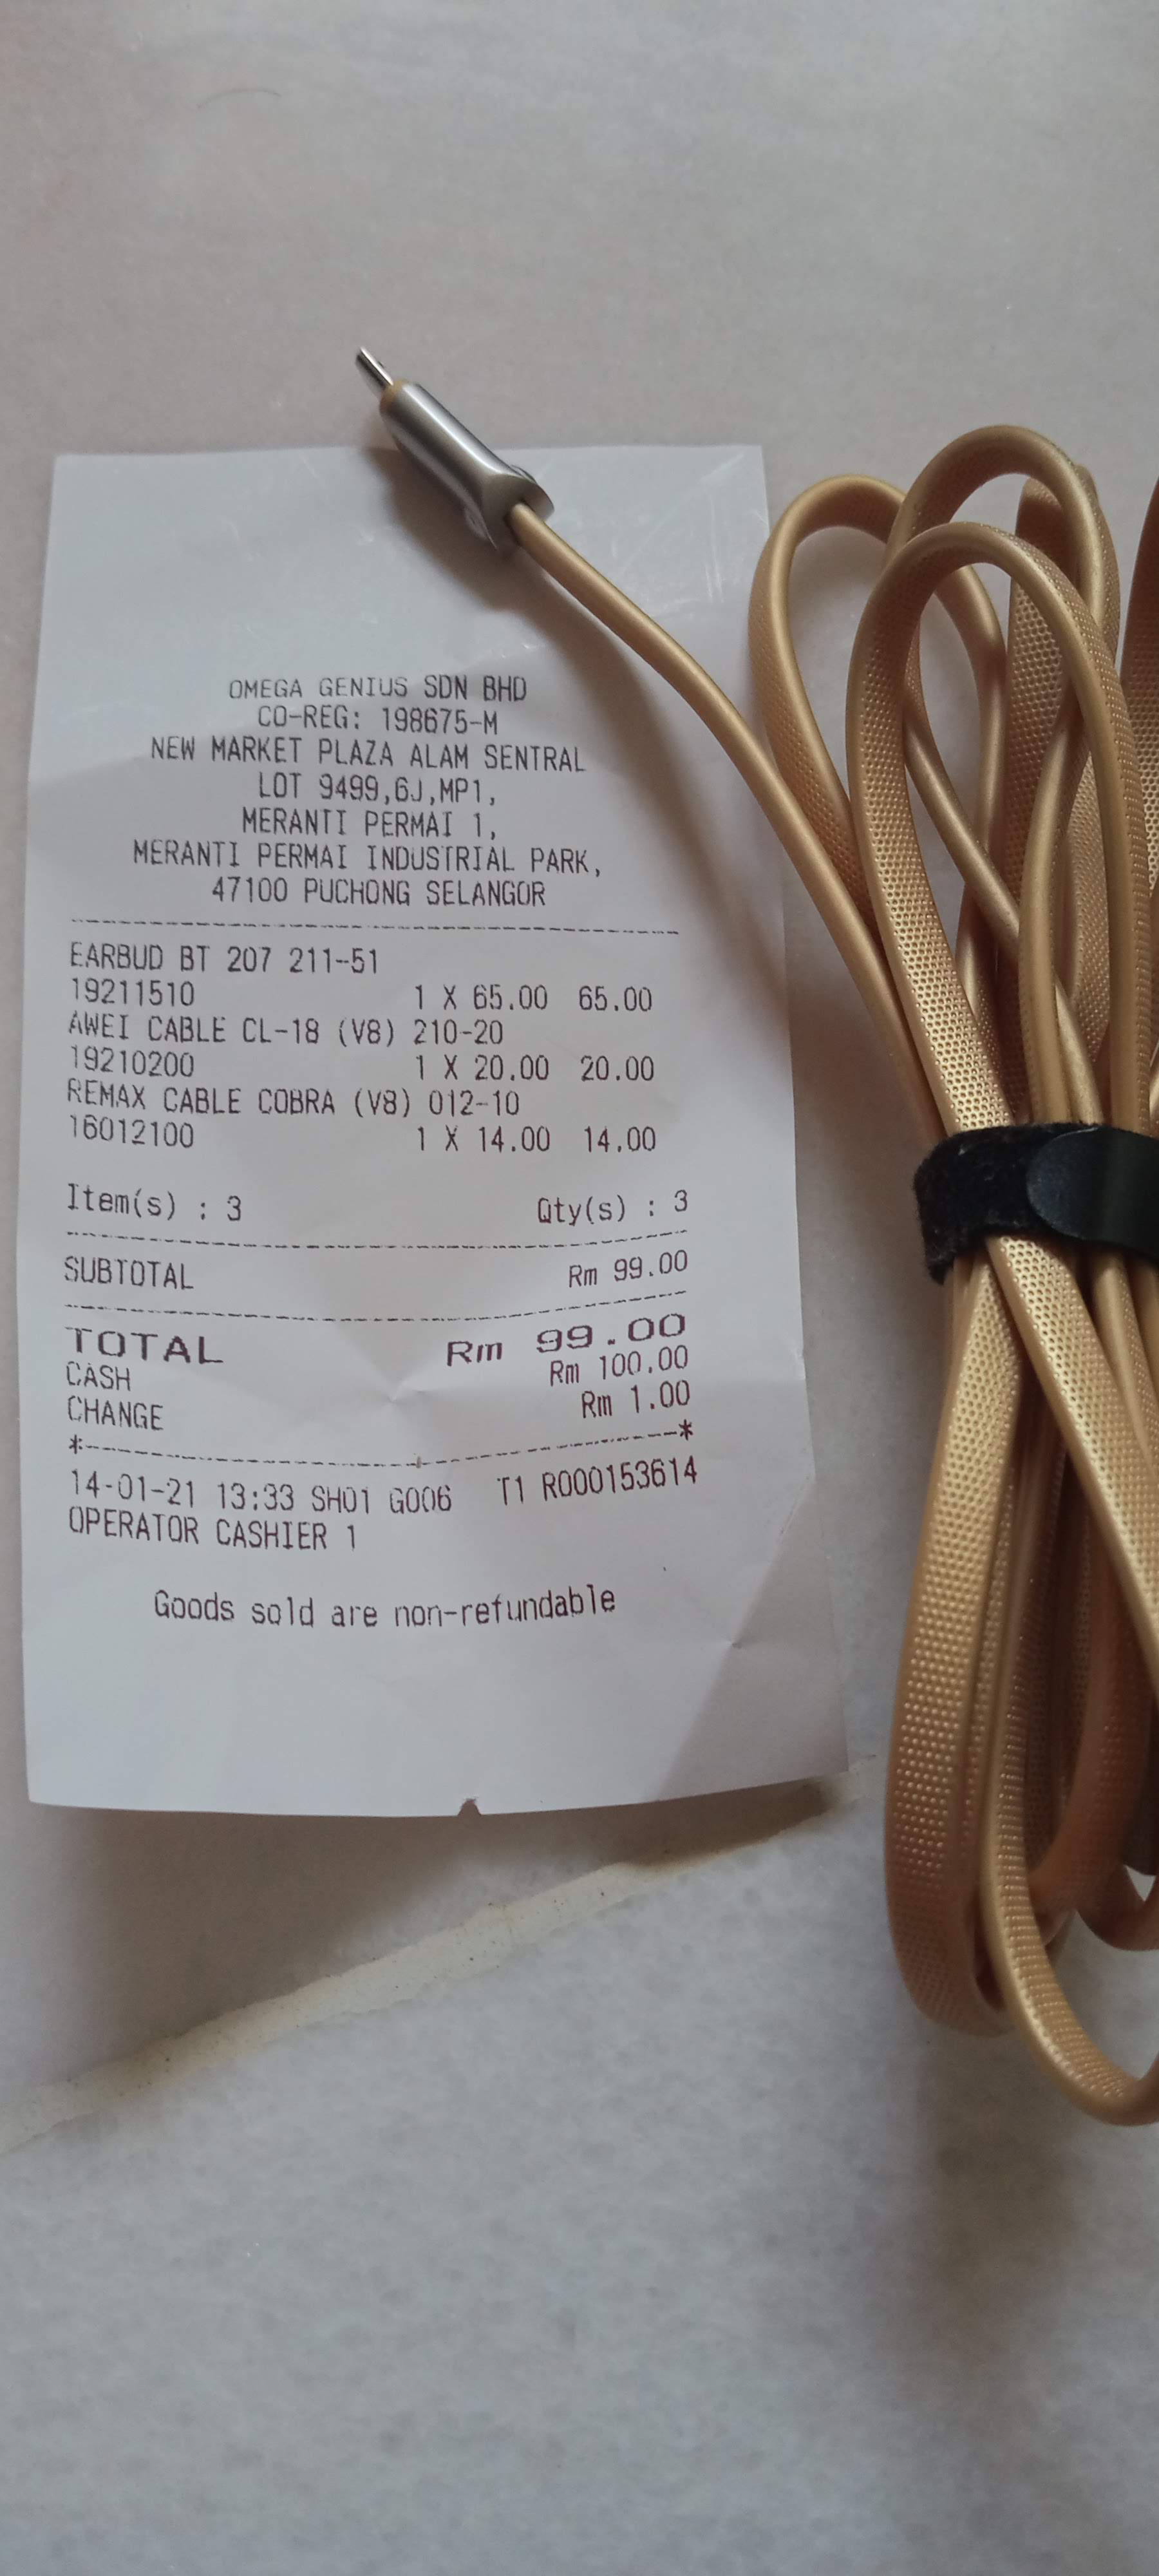 OMEGA GENIUS SDN BHD
CO-REG: 198675-M
NEW MARKET PLAZA ALAM SENTRAL
LOT 9499,6J,MP1,
MERANTI PERMAI 1,
MERANTI PERMAI INDUSTRIAL PARK,
47100 PUCHONG SELANGOR
EARBUD BT 207 211-51
19211510 1 X 65.00 65.00
AWEI CABLE CL-18 (V8) 210-20
19210200 1 X 20.00 20.00
REMAX CABLE COBRA (V8) 012-10
16012100 1 X 14.00 14.00
Item(s) : 3 Qty(s) : 3
SUBTOTAL Rm 99.00
TOTAL Rm 99.00
CASH Rm 100.00
CHANGE Rm 1.00
14-01-21 13:33 SH01 G006 T1 R000153614
OPERATOR CASHIER 1
Goods sold are non-refundable